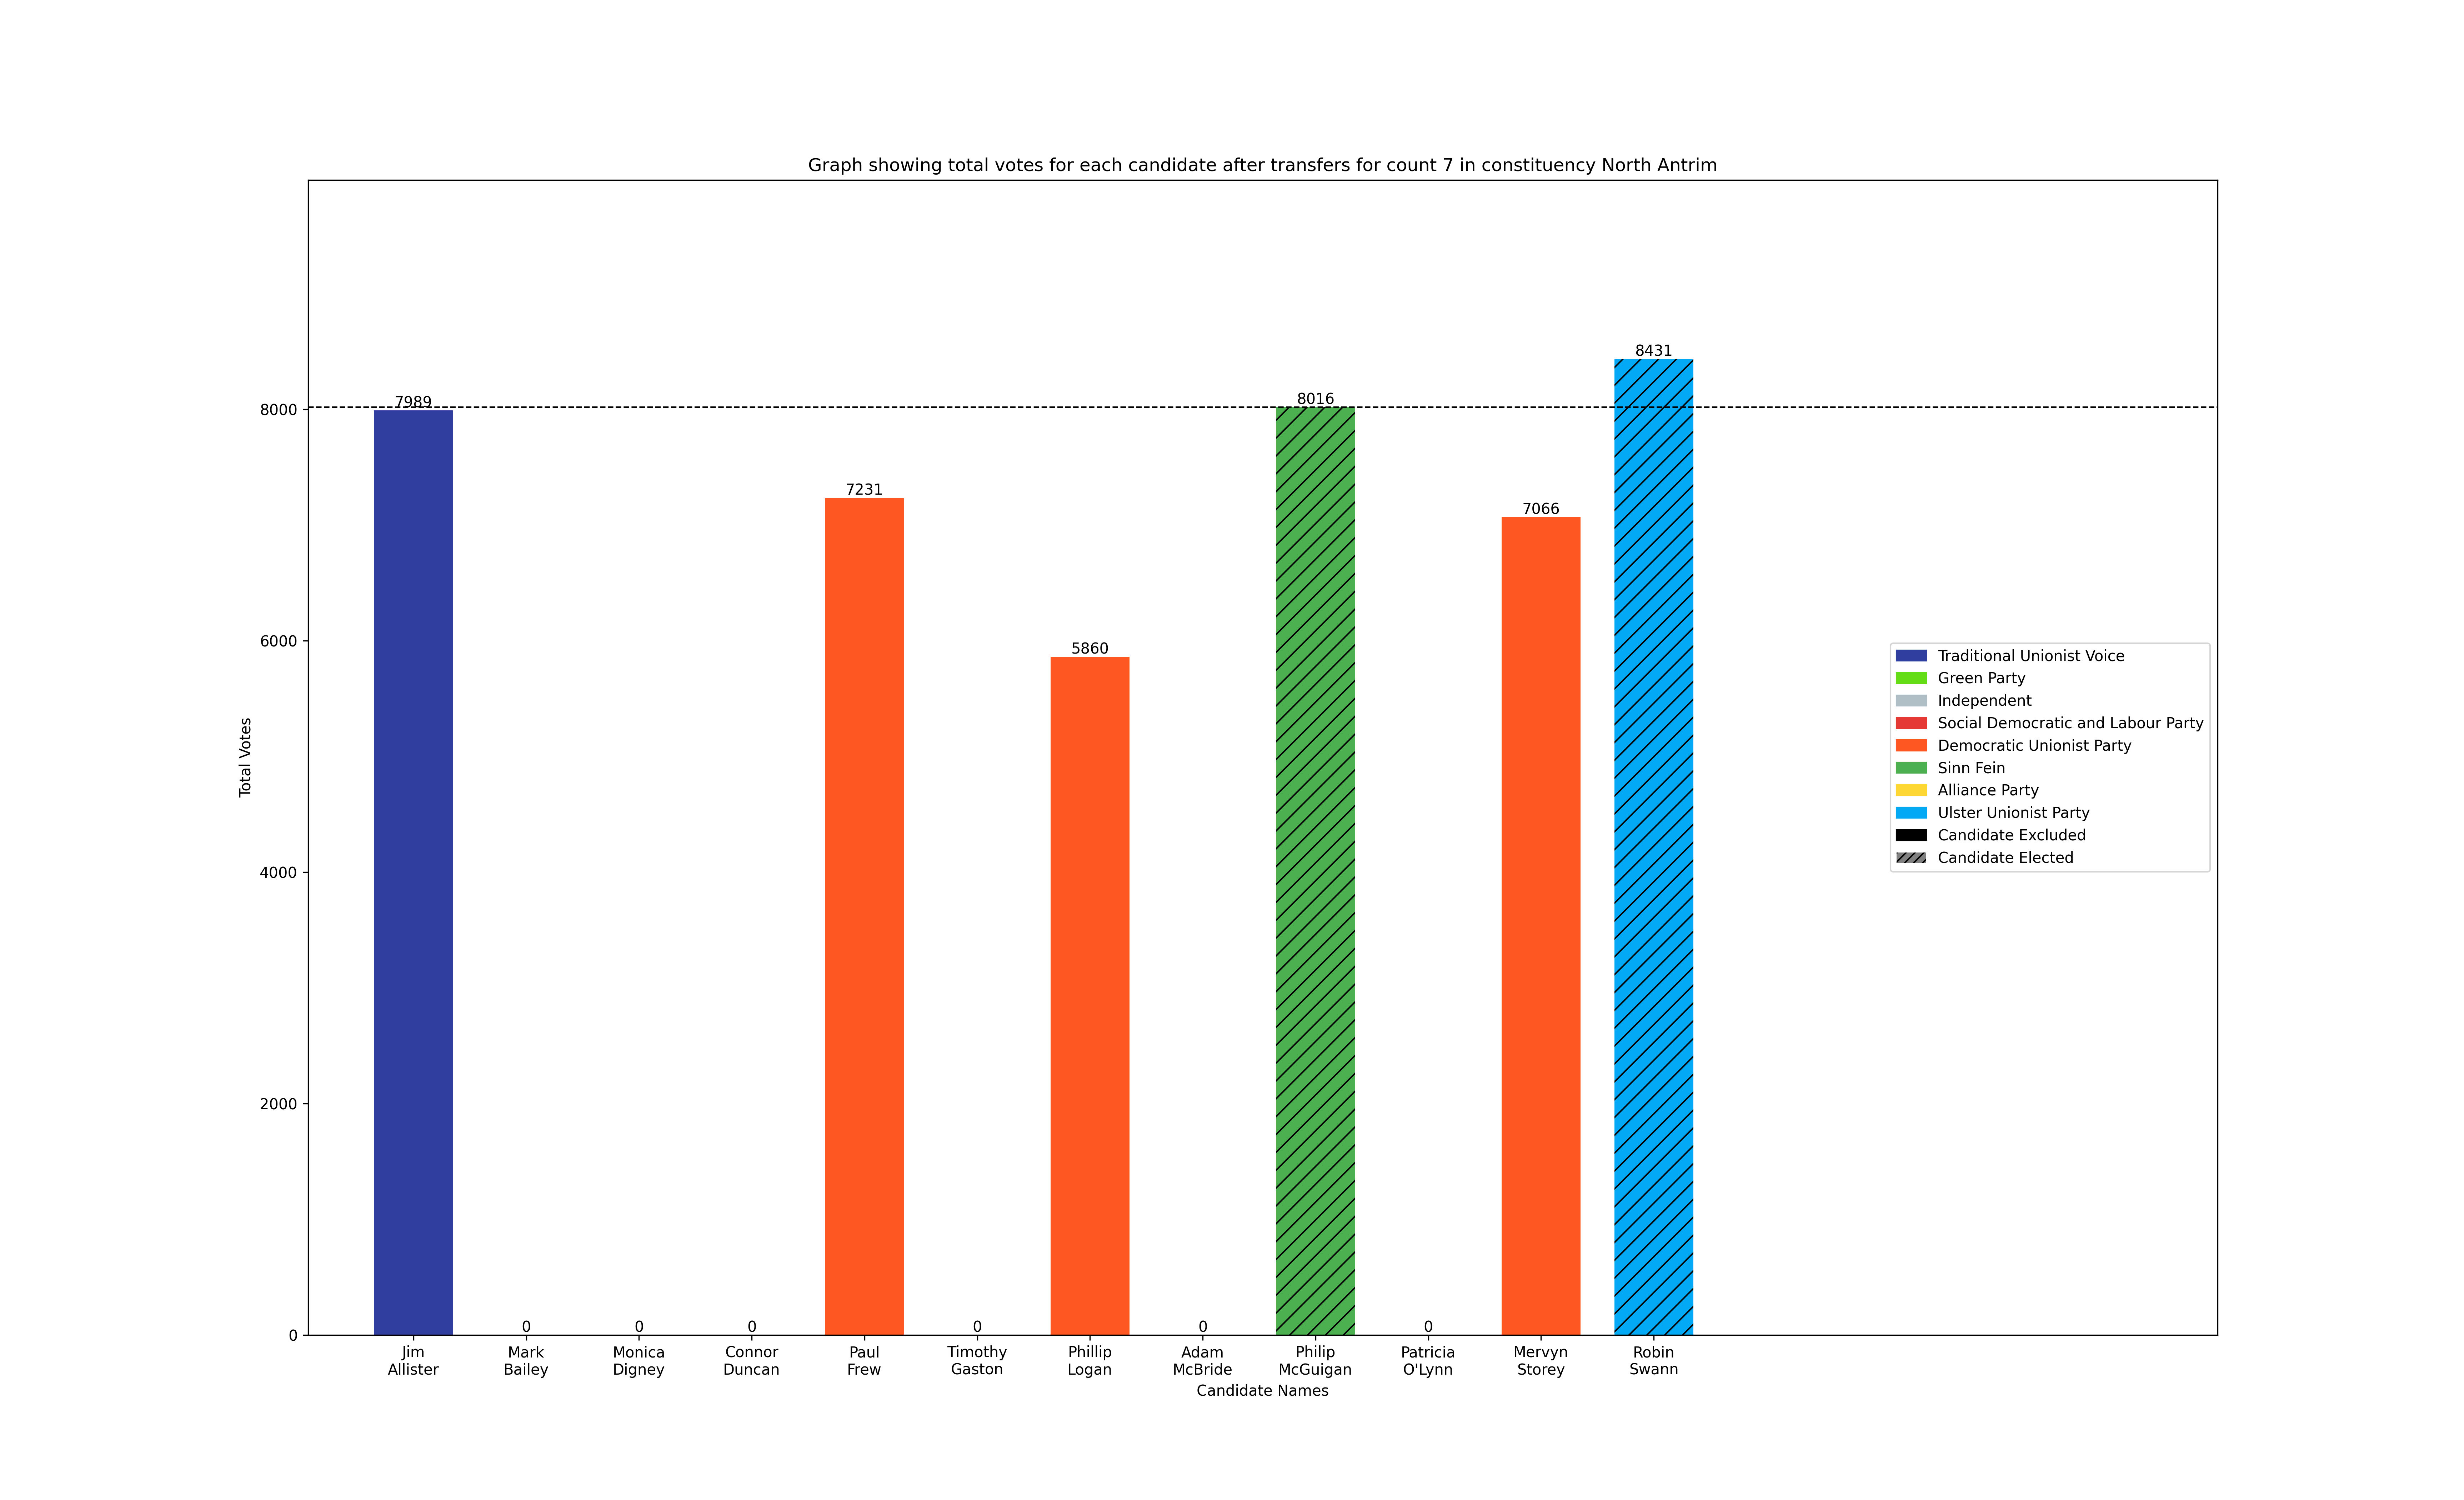 Graph showing total votes for each candidate after transfers for count 7 in constituency North Antrim
Total Votes
8000
6000
4000
2000
0
7989
0
0
0
7231
0
5860
0
8016
0
7066
8431
Jim
Allister
Mark
Bailey
Monica
Digney
Connor
Duncan
Paul
Frew
Timothy
Gaston
Phillip
Logan
Adam
McBride
Philip
McGuigan
Patricia
O'Lynn
Mervyn
Storey
Robin
Swann
Candidate Names
Traditional Unionist Voice
Green Party
Independent
Social Democratic and Labour Party
Democratic Unionist Party
Sinn Fein
Alliance Party
Ulster Unionist Party
Candidate Excluded
Candidate Elected